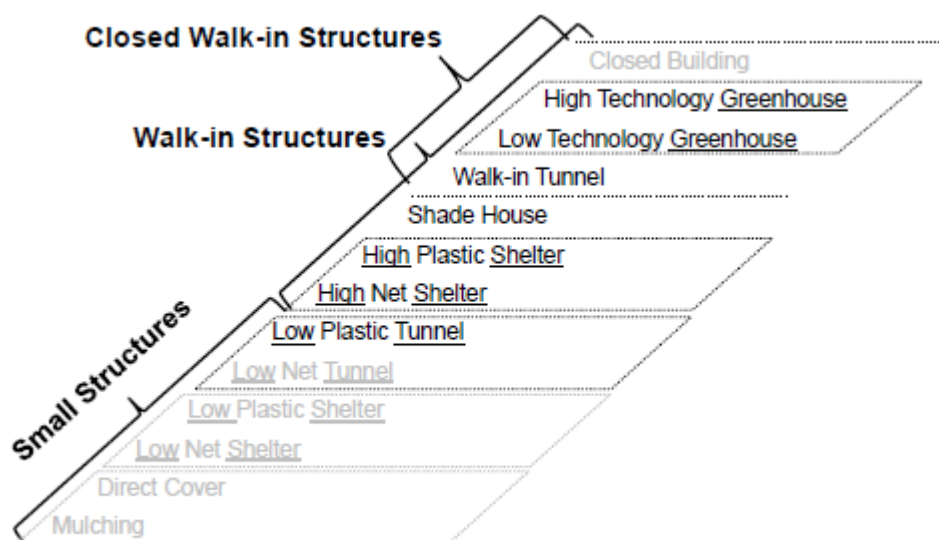 Closed Walk-in Structures
Closed Building
High Technology Greenhouse
Walk-in Structures
Low Technology Greenhouse
Walk-in Tunnel
Shade House
High Plastic Shelter
High Net Shelter
Small Structures
Low Plastic Tunnel
Low Net Tunnel
Low Plastic Shelter
Low Net Shelter
Direct Cover
Mulching